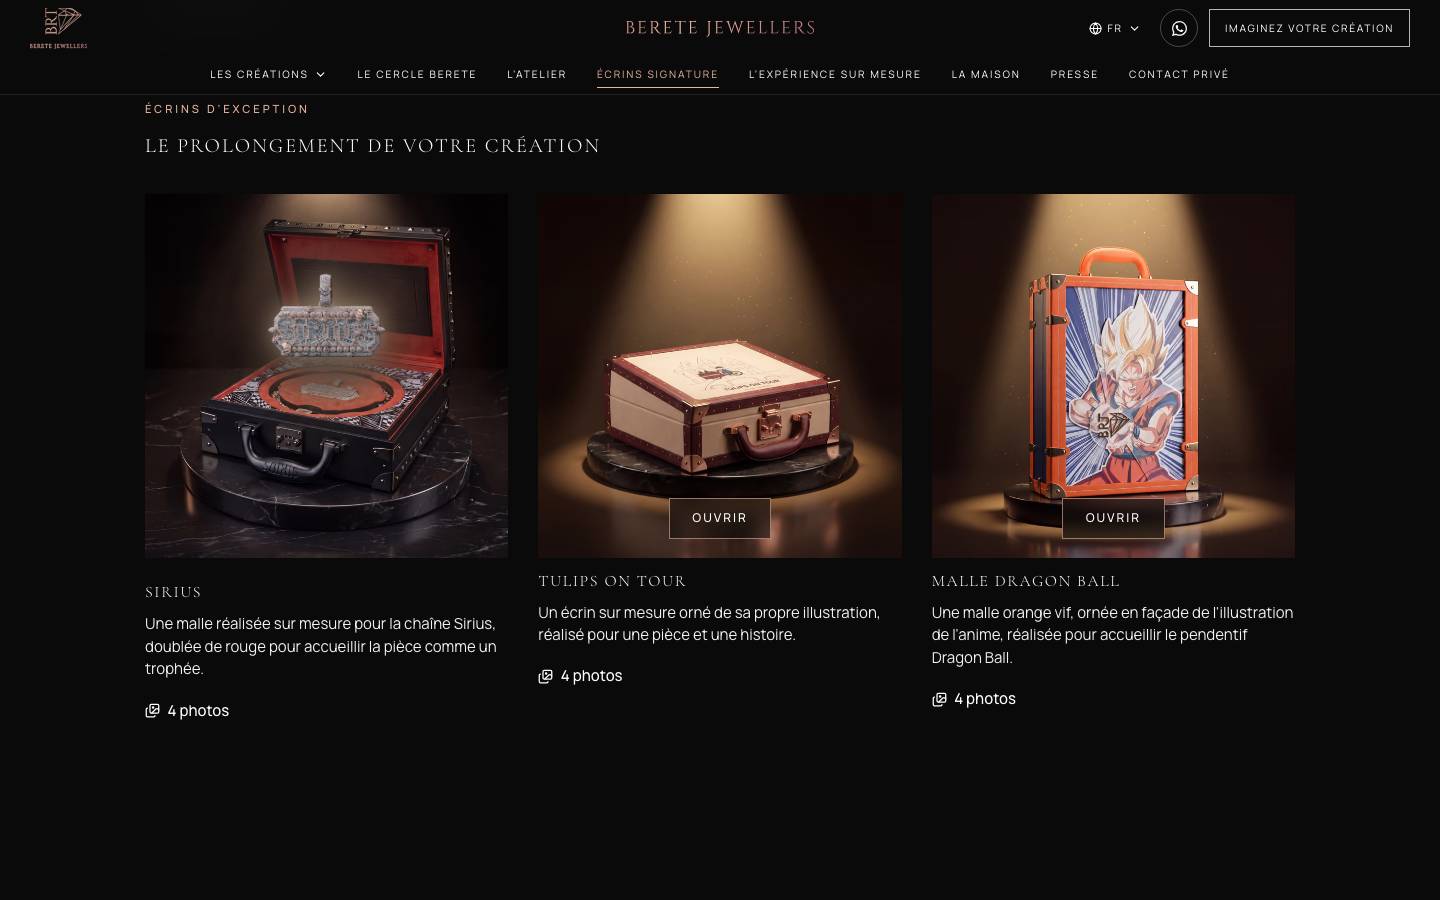 BRT
BERETE JEWELLERS
BERETE JEWELLERS
FR
IMAGINEZ VOTRE CRÉATION
LES CRÉATIONS
LE CERCLE BERETE
L'ATELIER
ÉCRINS SIGNATURE
L'EXPÉRIENCE SUR MESURE
LA MAISON
PRESSE
CONTACT PRIVÉ
ÉCRINS D'EXCEPTION
LE PROLONGEMENT DE VOTRE CRÉATION
SIRIUS
TULIPS ON TOUR
OUVRIR
BRT
OUVRIR
SIRIUS
Une malle réalisée sur mesure pour la chaîne Sirius,
doublée de rouge pour accueillir la pièce comme un
trophée.
4 photos
TULIPS ON TOUR
Un écrin sur mesure orné de sa propre illustration,
réalisé pour une pièce et une histoire.
4 photos
MALLE DRAGON BALL
Une malle orange vif, ornée en façade de l'illustration
de l'anime, réalisée pour accueillir le pendentif
Dragon Ball.
4 photos